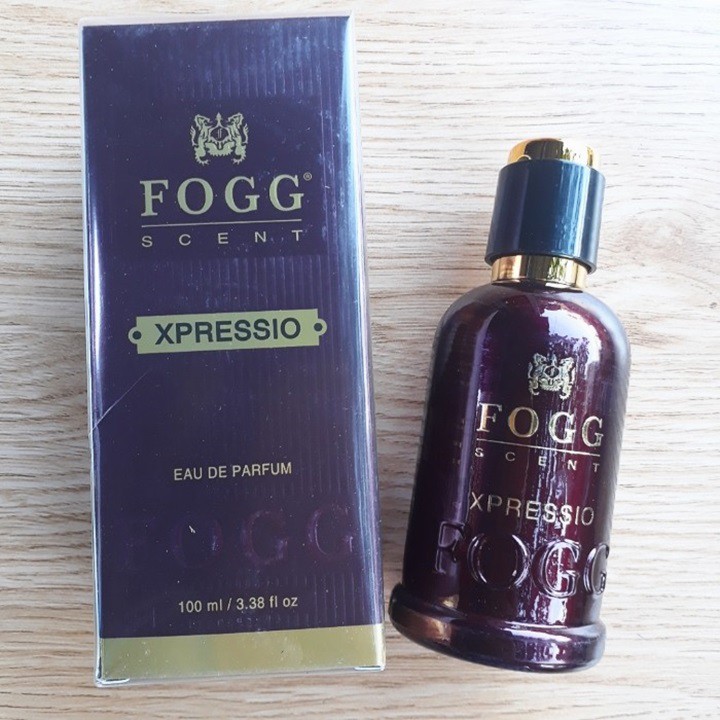 FOGG®
SCENT
XPRESSIO
EAU DE PARFUM
FOGG
100 ml / 3.38 fl oz
FOGG
SCENT
XPRESSIO
FOGG